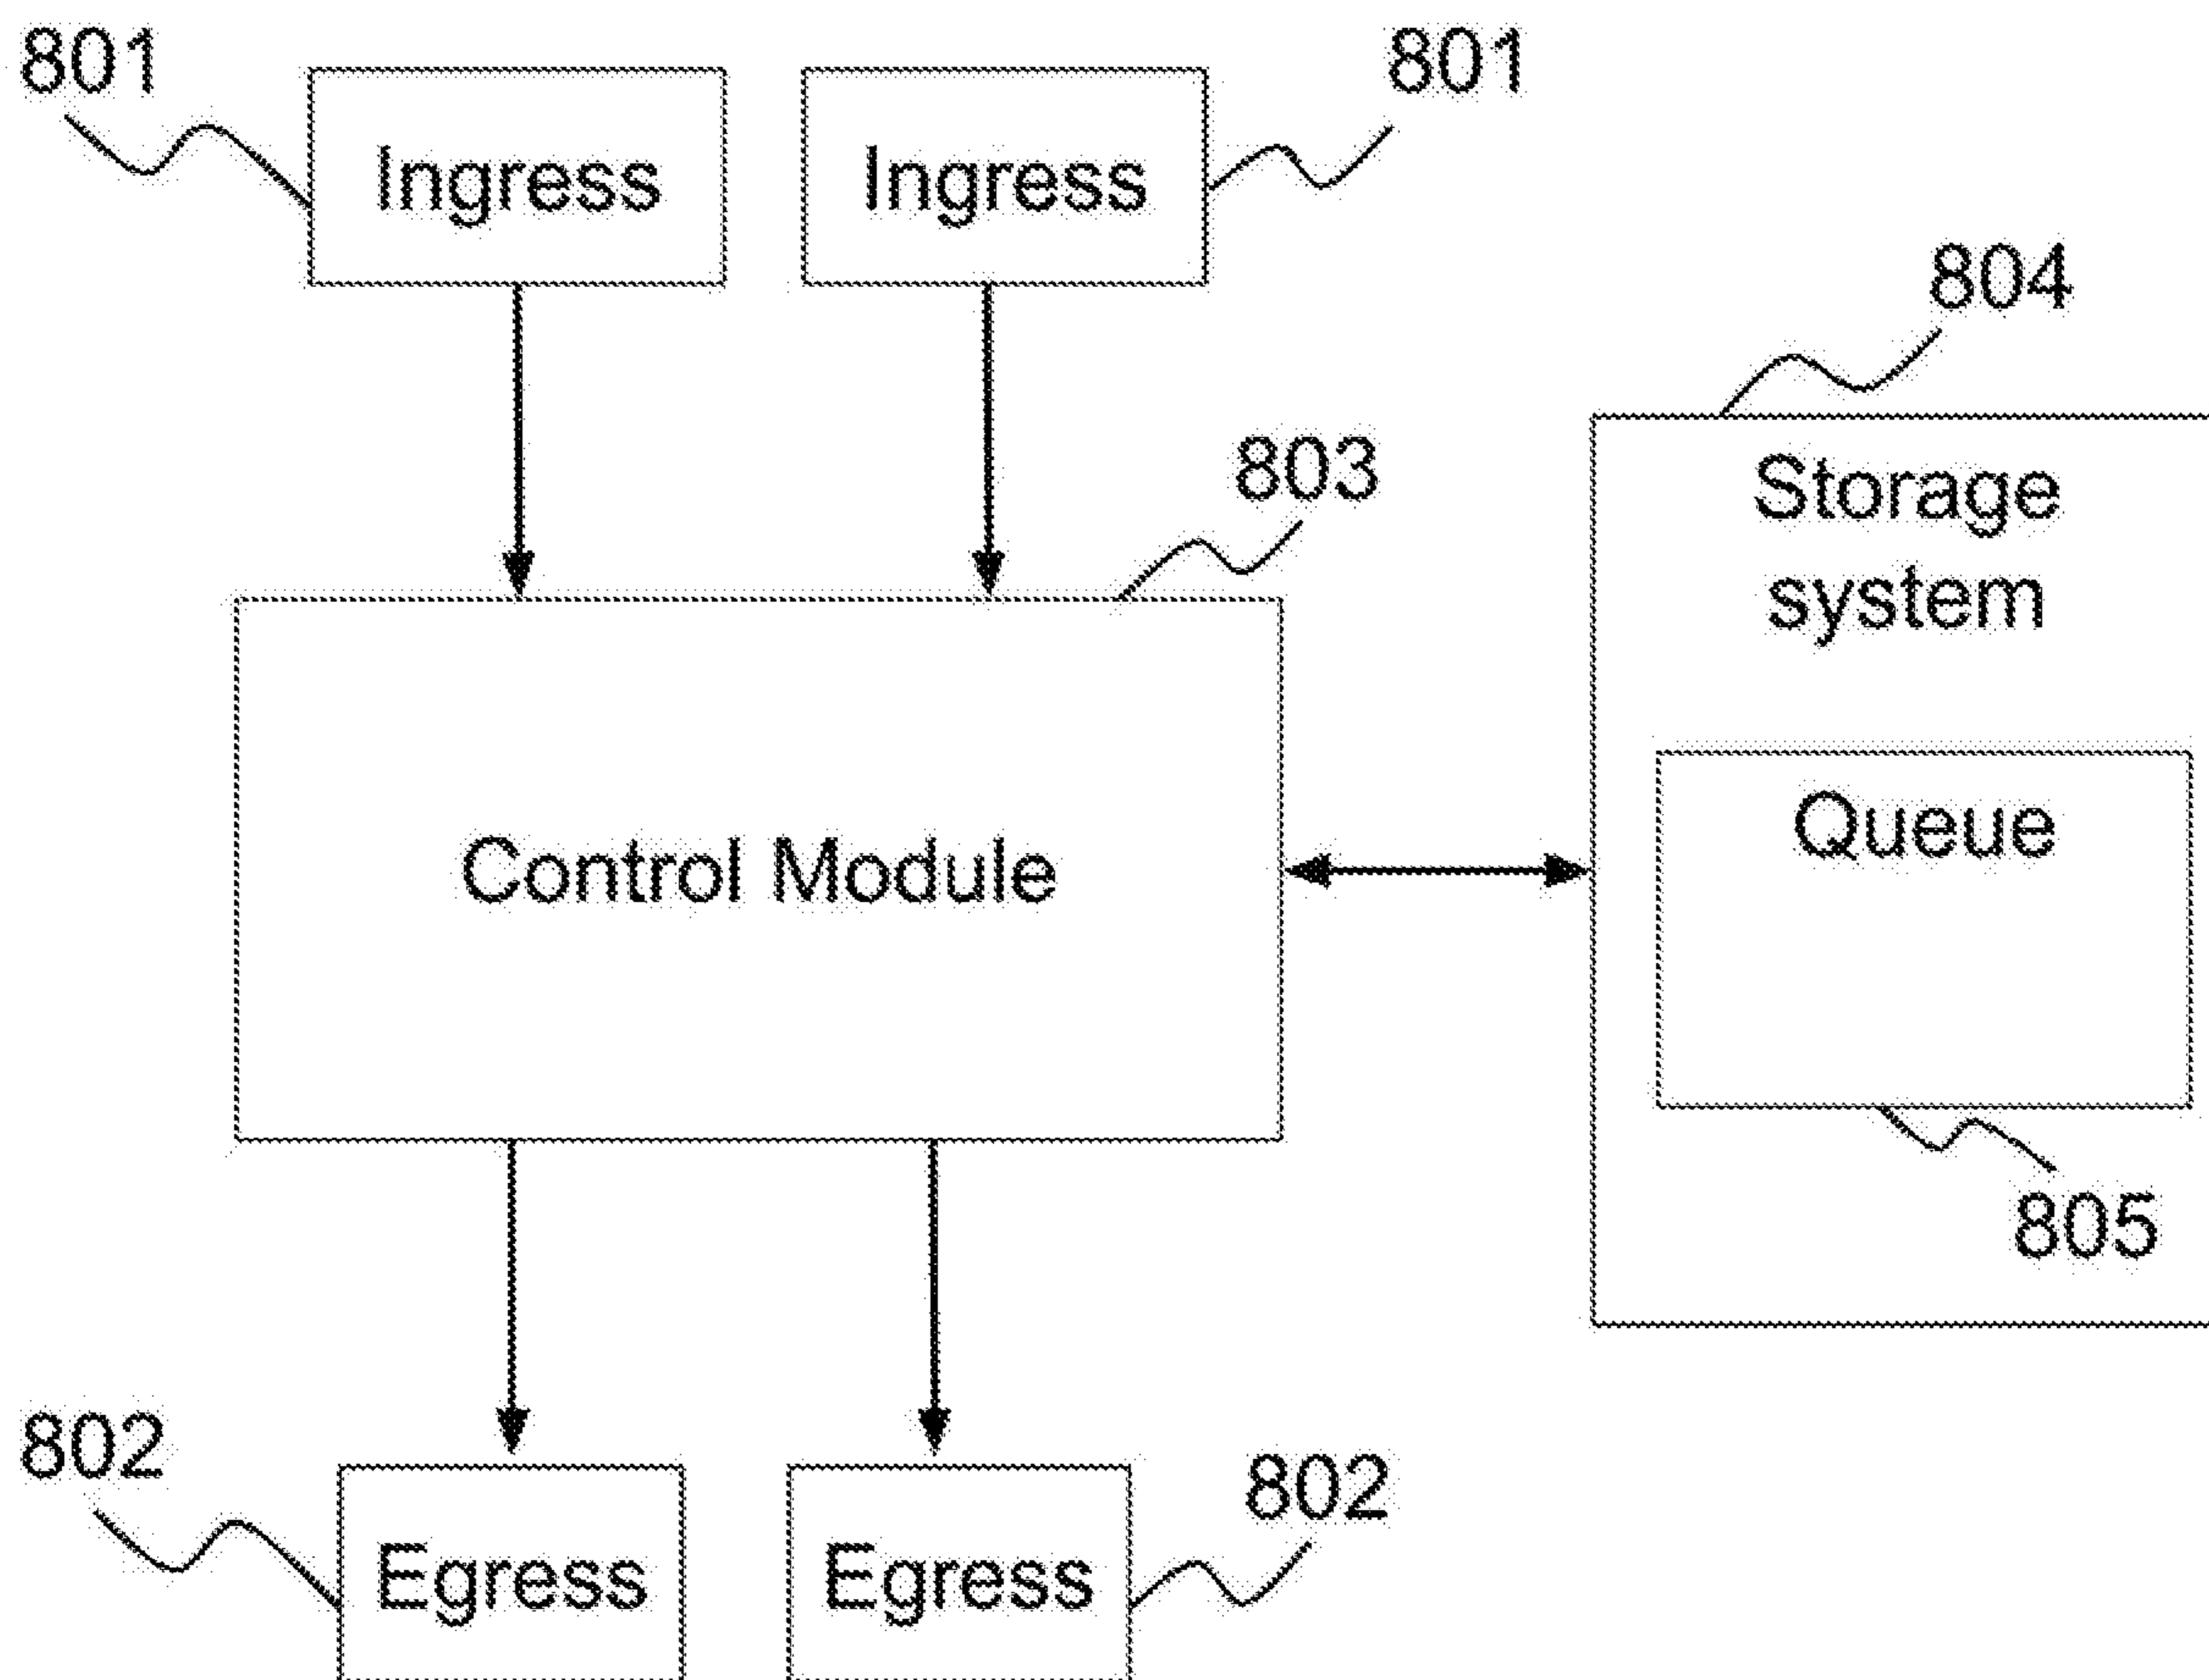 801
801
Ingress
Ingress
804
803
Storage
system
Queue
Control Module
805
802
802
Egress
Egress